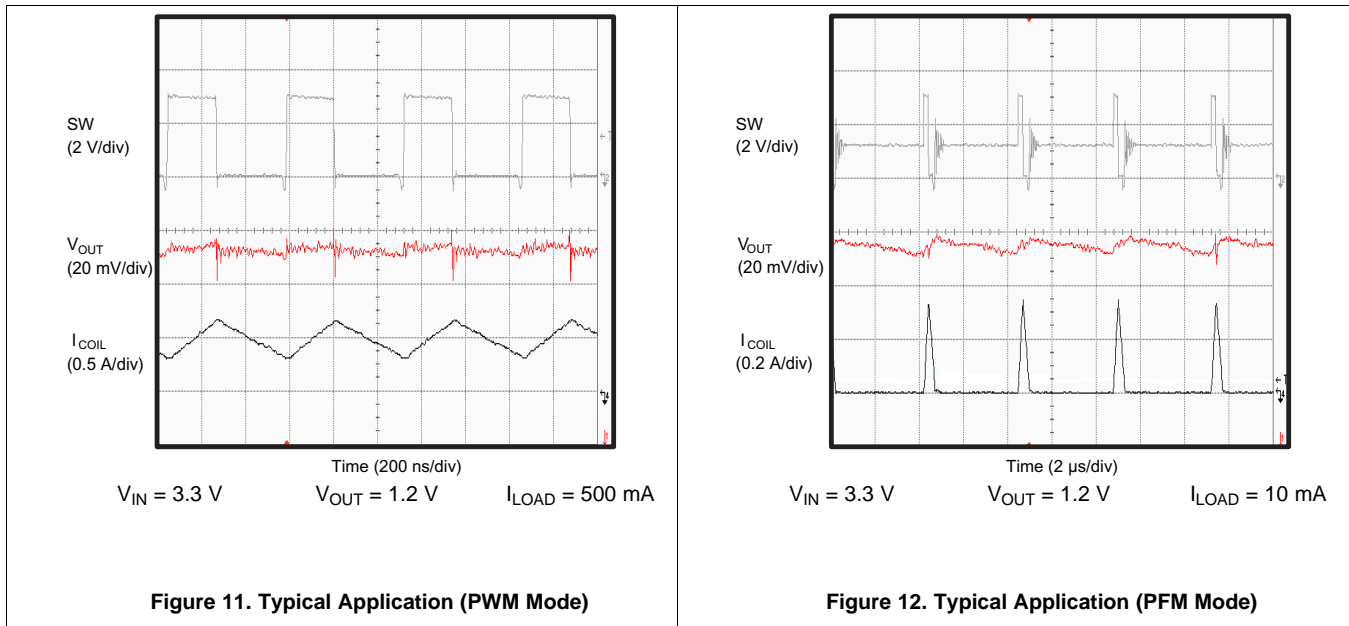 SW
(2 V/div)
VOUT
(20 mV/div)
I COIL
(0.5 A/div)
Time (200 ns/div)
VIN = 3.3 V VOUT = 1.2 V ILOAD = 500 mA
Figure 11. Typical Application (PWM Mode)
SW
(2 V/div)
VOUT
(20 mV/div)
I COIL
(0.2 A/div)
Time (2 μs/div)
VIN = 3.3 V VOUT = 1.2 V ILOAD = 10 mA
Figure 12. Typical Application (PFM Mode)